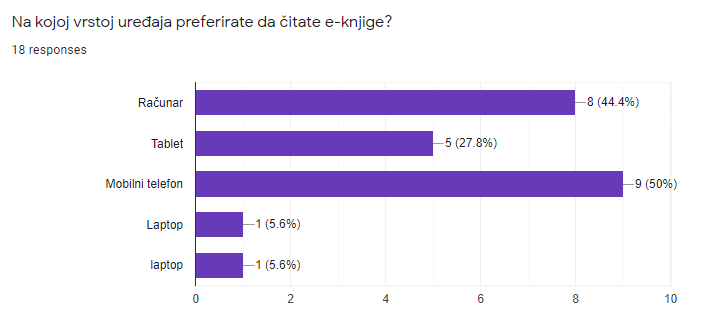 Na kojoj vrstoj uređaja preferirate da čitate e-knjige?
18 responses
Računar
8 (44.4%)
Tablet
5 (27.8%)
Mobilni telefon
9 (50%)
Laptop
1 (5.6%)
laptop
1 (5.6%)
0 2 4 6 8 10